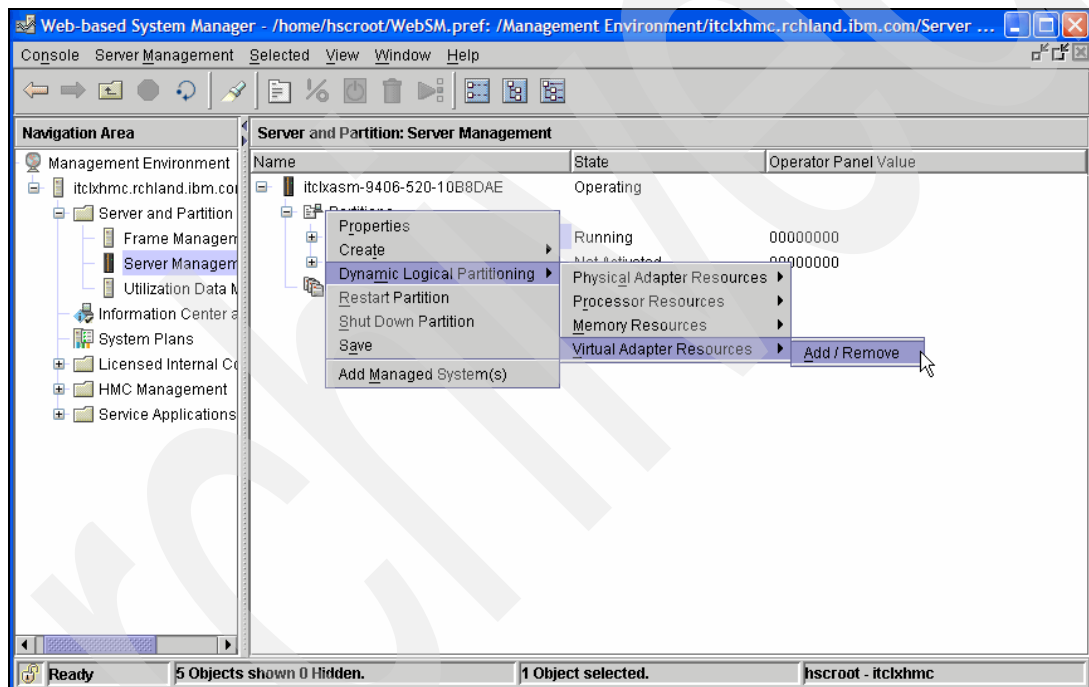 Web-based System Manager - /home/hscroot/WebSM.pref: /Management Environment/itclxhmc.rchland.ibm.com/Server ...
Console Server Management Selected View Window Help
Navigation Area
Server and Partition: Server Management
Management Environment
itclxhmc.rchland.ibm.co
Server and Partition
Frame Managem
Server Managem
Utilization Data M
Information Center a
System Plans
Licensed Internal Co
HMC Management
Service Applications
Name State Operator Panel Value
itclxasm-9406-520-10B8DAE Operating
Partitions
Running 00000000
Not Activated 00000000
Properties
Create
Dynamic Logical Partitioning
Restart Partition
Shut Down Partition
Save
Add Managed System(s)
Physical Adapter Resources
Processor Resources
Memory Resources
Virtual Adapter Resources
Add / Remove
Ready 5 Objects shown 0 Hidden. 1 Object selected. hscroot - itclxhmc